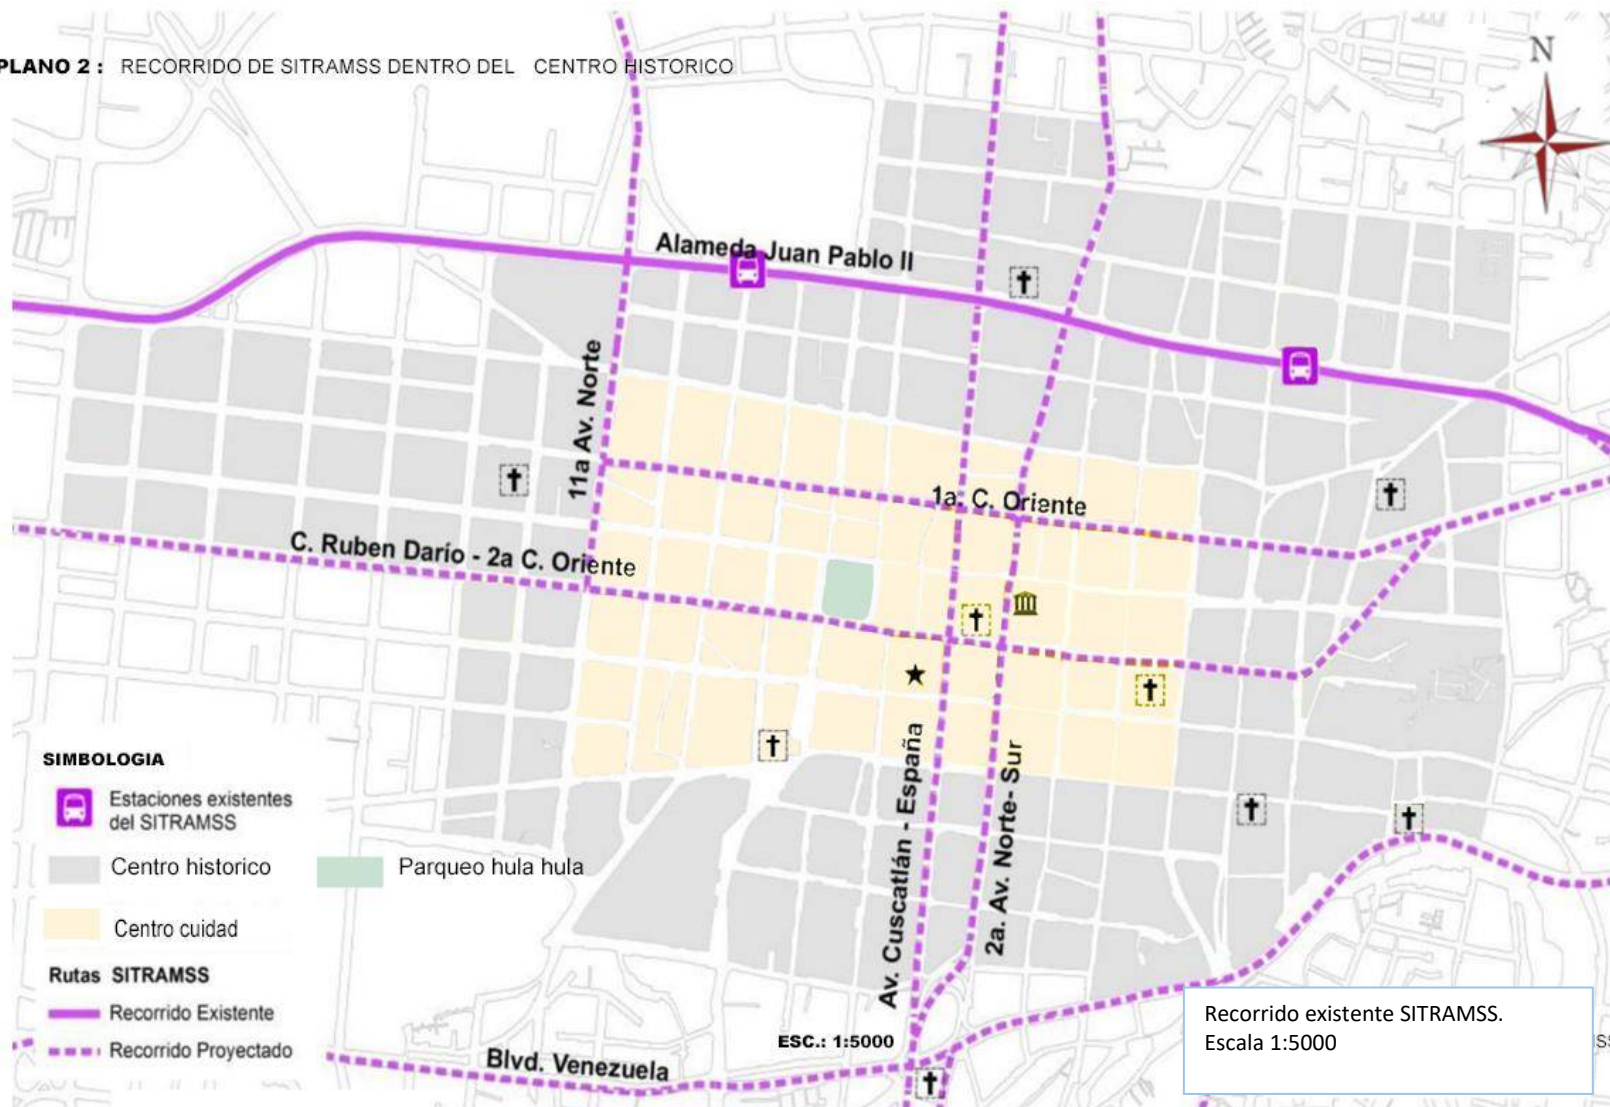 PLANO 2 : RECORRIDO DE SITRAMSS DENTRO DEL CENTRO HISTORICO
N
Alameda Juan Pablo II
11a Av. Norte
1a. C. Oriente
C. Ruben Darío - 2a C. Oriente
Av. Cuscatlán - España
2a. Av. Norte- Sur
SIMBOLOGIA
Estaciones existentes
del SITRAMSS
Centro historico
Parqueo hula hula
Centro cuidad
Rutas SITRAMSS
Recorrido Existente
Recorrido Proyectado
ESC.: 1:5000
Blvd. Venezuela
Recorrido existente SITRAMSS.
Escala 1:5000